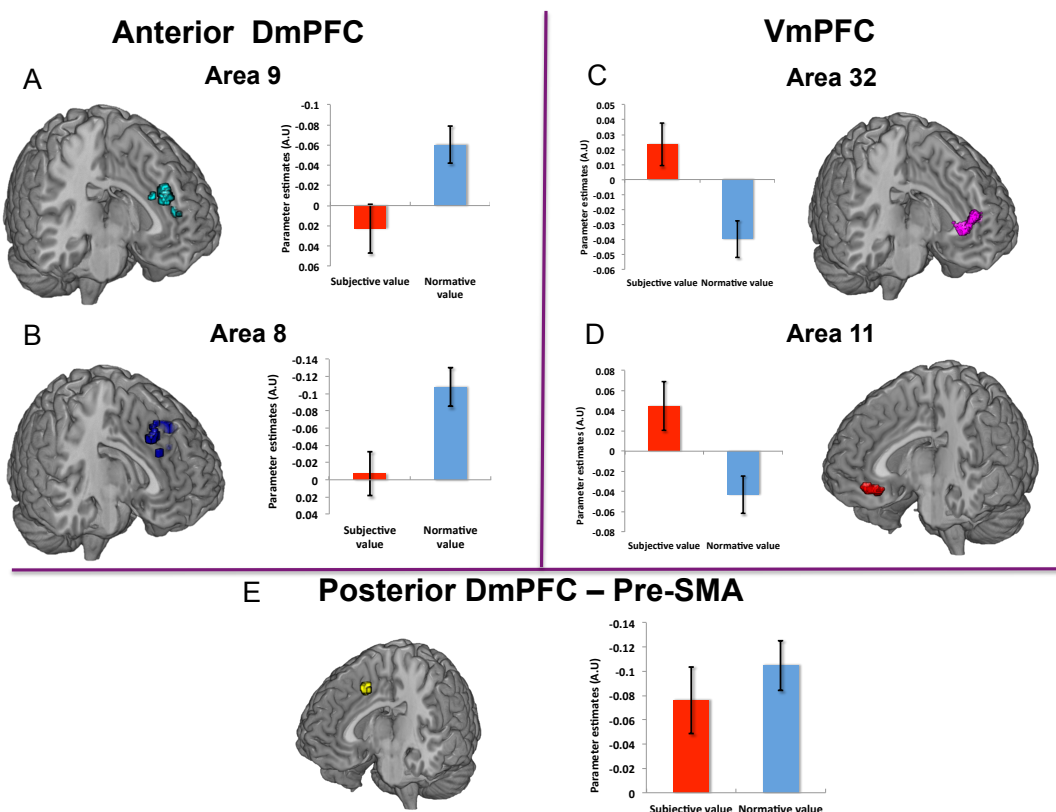 Anterior DmPFC
VmPFC
A
Area 9
Parameter estimates (A.U)
-0.1
-0.08
-0.06
-0.04
-0.02
0
0.02
0.04
0.06
Subjective value
Normative
value
C
Area 32
Parameter estimates (A.U)
0.05
0.04
0.03
0.02
0.01
0
-0.01
-0.02
-0.03
-0.04
-0.05
-0.06
Subjective value
Normative value
B
Area 8
Parameter estimates (A.U)
-0.14
-0.12
-0.1
-0.08
-0.06
-0.04
-0.02
0
0.02
0.04
Subjective
value
Normative
value
D
Area 11
Parameter estimates (A.U)
0.08
0.06
0.04
0.02
0
-0.02
-0.04
-0.06
-0.08
Subjective value
Normative value
E
Posterior DmPFC – Pre-SMA
Parameter estimates (A.U)
-0.14
-0.12
-0.1
-0.08
-0.06
-0.04
-0.02
0
Subjective value
Normative value